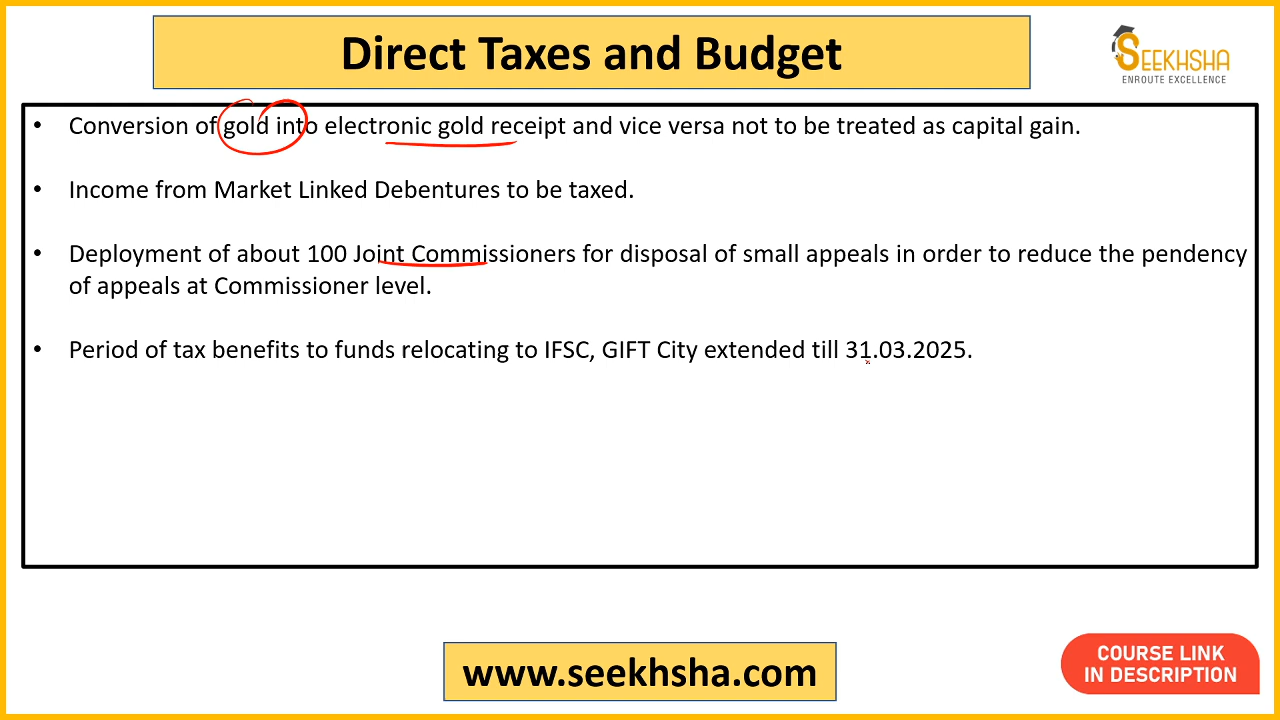 Direct Taxes and Budget
SEEKHSHA
ENROUTE EXCELLENCE
• Conversion of gold into electronic gold receipt and vice versa not to be treated as capital gain.
• Income from Market Linked Debentures to be taxed.
• Deployment of about 100 Joint Commissioners for disposal of small appeals in order to reduce the pendency
of appeals at Commissioner level.
• Period of tax benefits to funds relocating to IFSC, GIFT City extended till 31.03.2025.
www.seekhsha.com
COURSE LINK
IN DESCRIPTION